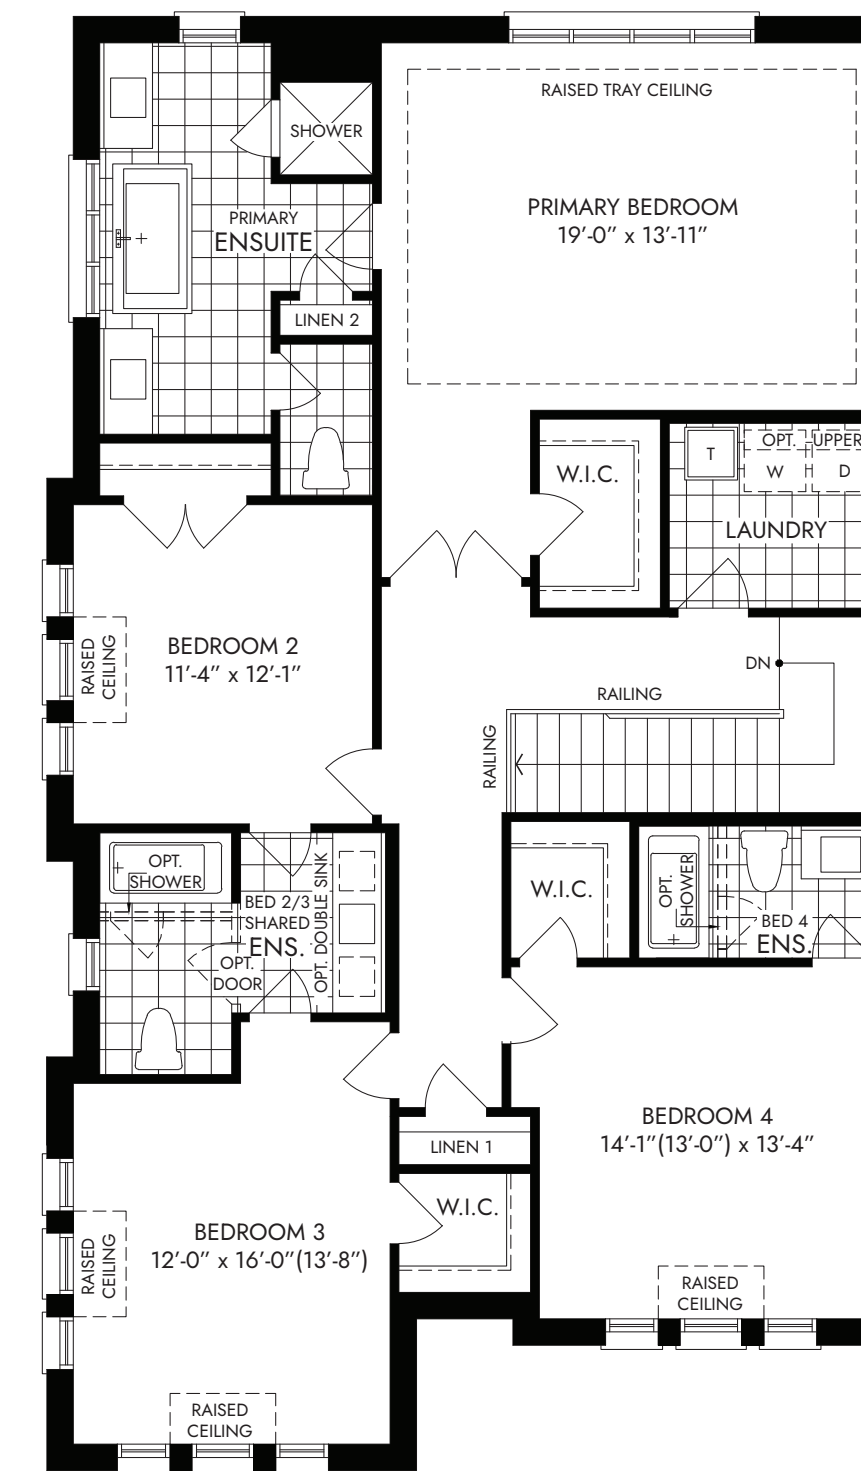 RAISED TRAY CEILING
SHOWER
PRIMARY BEDROOM
19'-0" x 13'-11"
PRIMARY
ENSUITE
LINEN 2
W.I.C.
T
OPT.
W
UPPER
D
LAUNDRY
BEDROOM 2
11'-4" x 12'-1"
RAISED
CEILING
DN
RAILING
RAILING
OPT.
SHOWER
BED 2/3
SHARED
ENS.
OPT. DOUBLE SINK
OPT.
DOOR
W.I.C.
OPT.
SHOWER
BED 4
ENS.
BEDROOM 4
14'-1"(13'-0") x 13'-4"
LINEN 1
W.I.C.
BEDROOM 3
12'-0" x 16'-0"(13'-8")
RAISED
CEILING
RAISED
CEILING
RAISED
CEILING